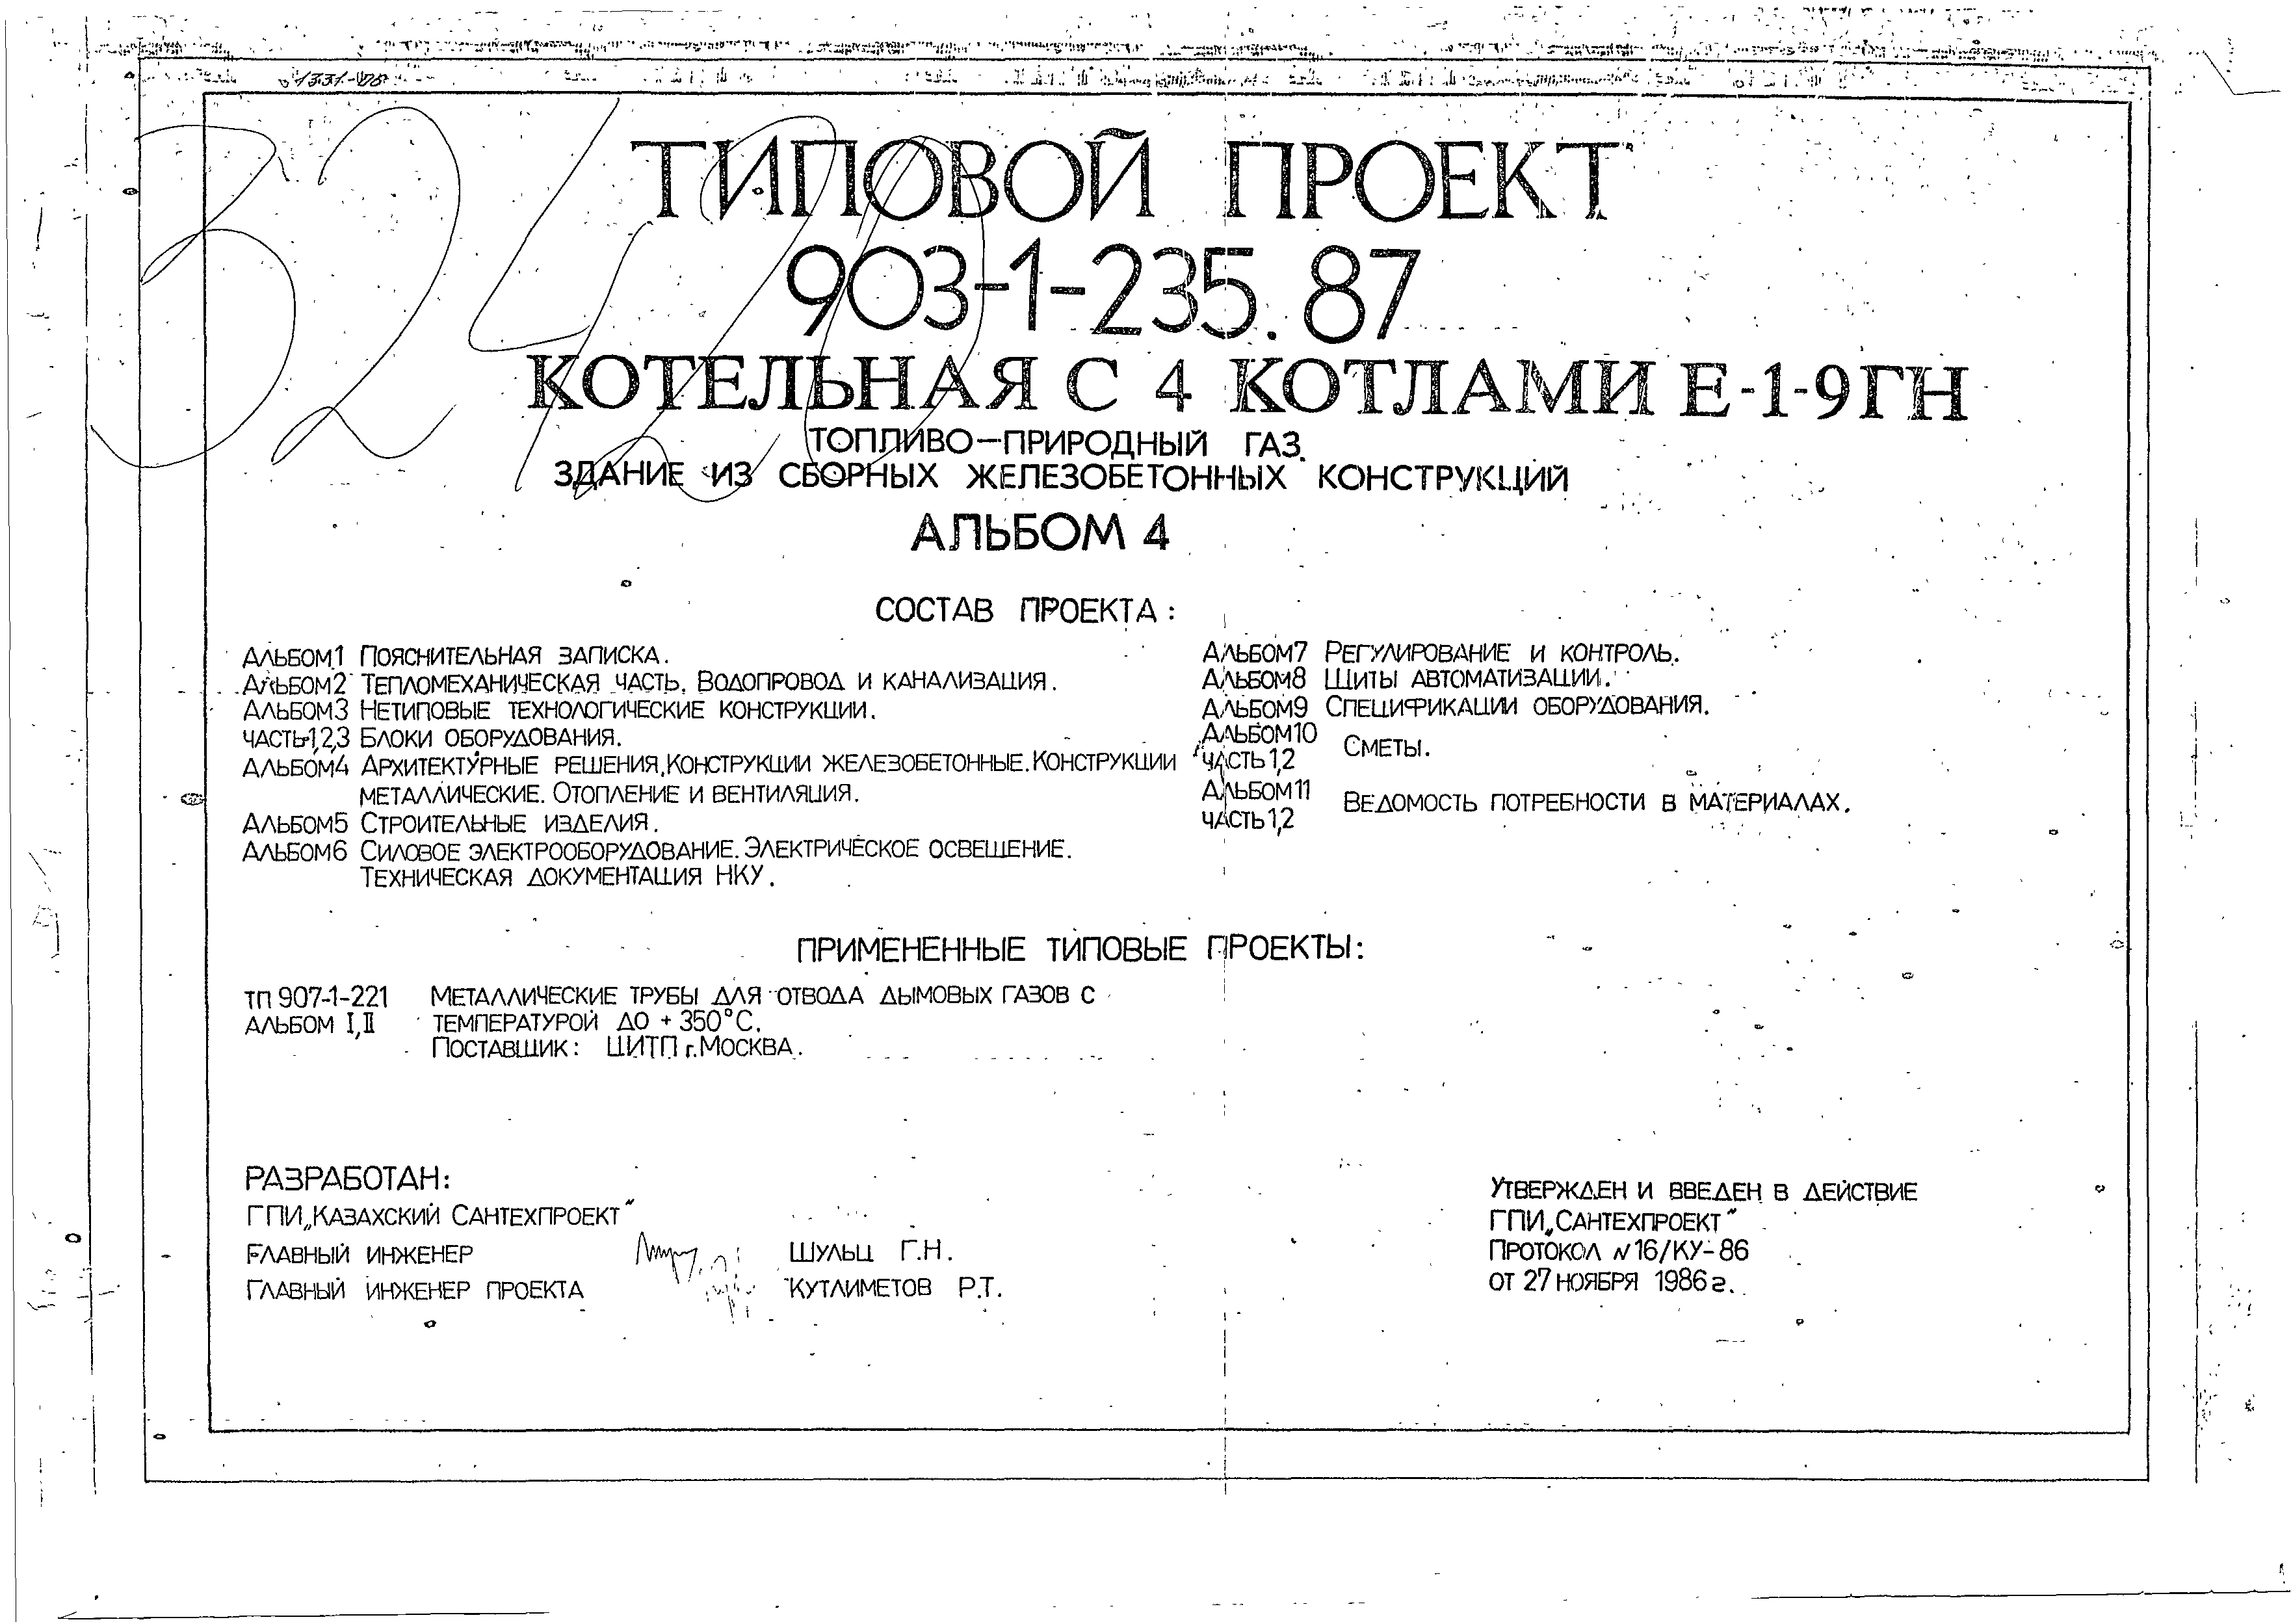 ТИПОВОЙ ПРОЕКТ
903-1-235.87
КОТЕЛЬНАЯ С 4 КОТЛАМИ Е-1-9ГН
ТОПЛИВО-ПРИРОДНЫЙ ГАЗ.
ЗДАНИЕ ИЗ СБОРНЫХ ЖЕЛЕЗОБЕТОННЫХ КОНСТРУКЦИЙ
АЛЬБОМ 4
СОСТАВ ПРОЕКТА:
АЛЬБОМ1 ПОЯСНИТЕЛЬНАЯ ЗАПИСКА.
АЛЬБОМ2 ТЕПЛОМЕХАНИЧЕСКАЯ ЧАСТЬ. ВОДОПРОВОД И КАНАЛИЗАЦИЯ.
АЛЬБОМ3 НЕТИПОВЫЕ ТЕХНОЛОГИЧЕСКИЕ КОНСТРУКЦИИ.
ЧАСТЬ1,2,3 БЛОКИ ОБОРУДОВАНИЯ.
АЛЬБОМ4 АРХИТЕКТУРНЫЕ РЕШЕНИЯ, КОНСТРУКЦИИ ЖЕЛЕЗОБЕТОННЫЕ. КОНСТРУКЦИИ
МЕТАЛЛИЧЕСКИЕ. ОТОПЛЕНИЕ И ВЕНТИЛЯЦИЯ.
АЛЬБОМ5 СТРОИТЕЛЬНЫЕ ИЗДЕЛИЯ.
АЛЬБОМ6 СИЛОВОЕ ЭЛЕКТРООБОРУДОВАНИЕ. ЭЛЕКТРИЧЕСКОЕ ОСВЕЩЕНИЕ.
ТЕХНИЧЕСКАЯ ДОКУМЕНТАЦИЯ НКУ.
АЛЬБОМ7 РЕГУЛИРОВАНИЕ И КОНТРОЛЬ.
АЛЬБОМ8 ЩИТЫ АВТОМАТИЗАЦИИ.
АЛЬБОМ9 СПЕЦИФИКАЦИИ ОБОРУДОВАНИЯ.
АЛЬБОМ10
ЧАСТЬ1,2 СМЕТЫ.
АЛЬБОМ11
ЧАСТЬ1,2 ВЕДОМОСТЬ ПОТРЕБНОСТИ В МАТЕРИАЛАХ.
ПРИМЕНЕННЫЕ ТИПОВЫЕ ПРОЕКТЫ:
ТП 907-1-221 МЕТАЛЛИЧЕСКИЕ ТРУБЫ ДЛЯ ОТВОДА ДЫМОВЫХ ГАЗОВ С
АЛЬБОМ I,II ТЕМПЕРАТУРОЙ ДО +350°С.
ПОСТАВЩИК: ЦИТП г.МОСКВА.
РАЗРАБОТАН:
ГПИ „КАЗАХСКИЙ САНТЕХПРОЕКТ"
ГЛАВНЫЙ ИНЖЕНЕР ШУЛЬЦ Г.Н.
ГЛАВНЫЙ ИНЖЕНЕР ПРОЕКТА КУТЛИМЕТОВ Р.Т.
УТВЕРЖДЕН И ВВЕДЕН В ДЕЙСТВИЕ
ГПИ „САНТЕХПРОЕКТ"
ПРОТОКОЛ N16/КУ-86
ОТ 27 НОЯБРЯ 1986г.